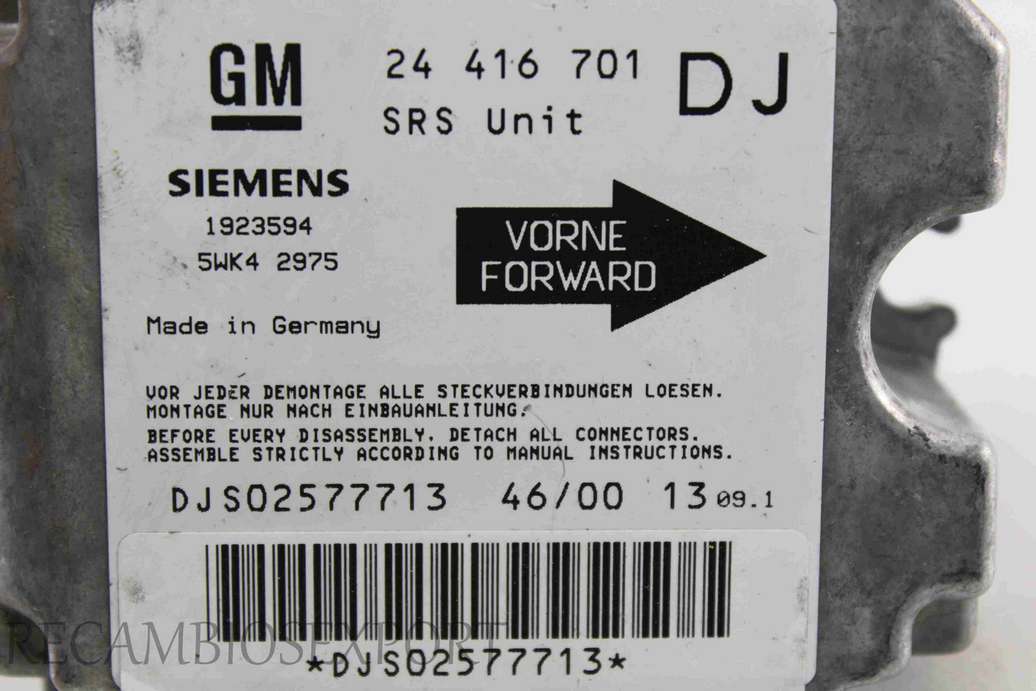 GM 24 416 701 DJ
SRS Unit
SIEMENS
1923594
5WK4 2975
VORNE
FORWARD
Made in Germany
VOR JEDER DEMONTAGE ALLE STECKVERBINDUNGEN LOESEN.
MONTAGE NUR NACH EINBAUANLEITUNG.
BEFORE EVERY DISASSEMBLY. DETACH ALL CONNECTORS.
ASSEMBLE STRICTLY ACCORDING TO MANUAL INSTRUCTIONS.
DJS02577713 46/00 13 09.1
RECAMBIOSEXPORT
*DJS02577713*